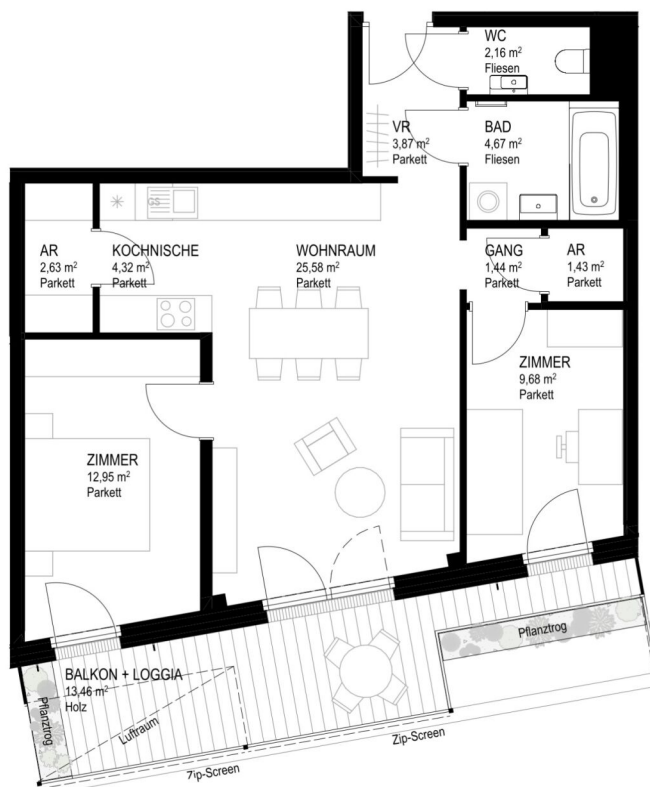 WC
2,16 m²
Fliesen
VR
3,87 m²
Parkett
BAD
4,67 m²
Fliesen
AR
2,63 m²
Parkett
KOCHNISCHE
4,32 m²
Parkett
WOHNRAUM
25,58 m²
Parkett
GANG
1,44 m²
Parkett
AR
1,43 m²
Parkett
ZIMMER
9,68 m²
Parkett
ZIMMER
12,95 m²
Parkett
Pflanztrog
BALKON + LOGGIA
13,46 m²
Holz
Pflanztrog
Luftraum
Zip-Screen
Zip-Screen